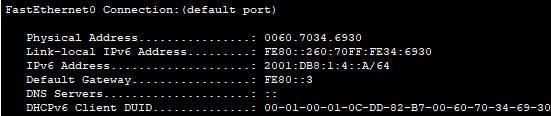 FastEthernet0 Connection:(default port)
Physical Address................: 0060.7034.6930
Link-local IPv6 Address.........: FE80::260:70FF:FE34:6930
IPv6 Address....................: 2001:DB8:1:4::A/64
Default Gateway.................: FE80::3
DNS Servers.....................: ::
DHCPv6 Client DUID..............: 00-01-00-01-0C-DD-82-B7-00-60-70-34-69-30